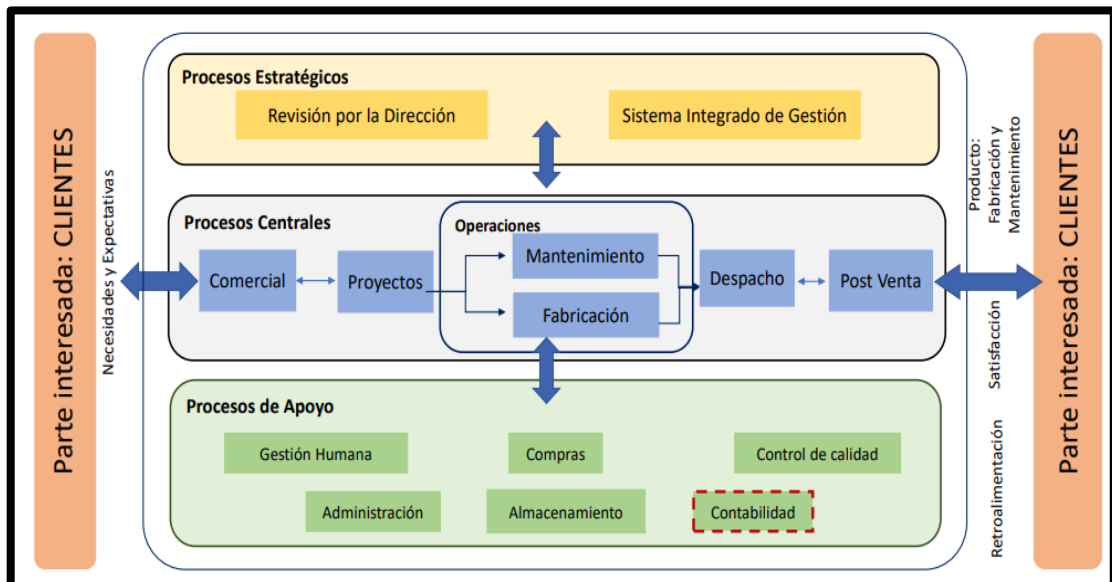 Parte interesada: CLIENTES
Necesidades y Expectativas
Procesos Estratégicos
Revisión por la Dirección
Sistema Integrado de Gestión
Procesos Centrales
Operaciones
Comercial
Proyectos
Mantenimiento
Fabricación
Despacho
Post Venta
Procesos de Apoyo
Gestión Humana
Compras
Control de calidad
Administración
Almacenamiento
Contabilidad
Producto:
Fabricación y
Mantenimiento
Satisfacción
Retroalimentación
Parte interesada: CLIENTES